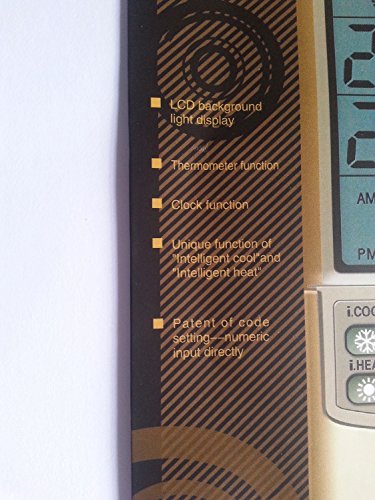 LCD background
light display
Thermometer function
Clock function
Unique function of
"Intelligent cool"and
"Intelligent heat"
Patent of code
setting---numeric
input directly
AM
PM
i.COO
i.HEA